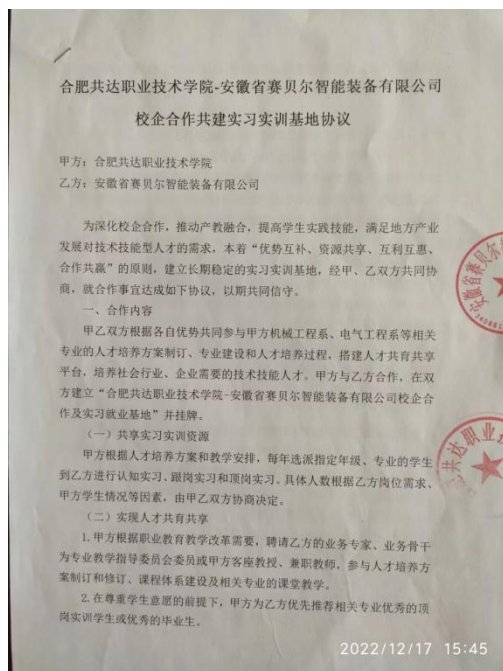 合肥共达职业技术学院-安徽省赛贝尔智能装备有限公司
校企合作共建实习实训基地协议
甲方：合肥共达职业技术学院
乙方：安徽省赛贝尔智能装备有限公司
为深化校企合作，推动产教融合，提高学生实践技能，满足地方产业
发展对技术技能型人才的需求，本着“优势互补、资源共享、互利互惠、
合作共赢”的原则，建立长期稳定的实习实训基地，经甲、乙双方共同协
商，就合作事宜达成如下协议，以期共同信守。
一、合作内容
甲乙双方根据各自优势共同参与甲方机械工程系、电气工程系等相关
专业的人才培养方案制订、专业建设和人才培养过程，搭建人才共育共享
平台，培养社会行业、企业需要的技术技能人才。甲方与乙方合作，在双
方建立“合肥共达职业技术学院-安徽省赛贝尔智能装备有限公司校企合
作及实习就业基地”并挂牌。
（一）共享实习实训资源
甲方根据人才培养方案和教学安排，每年选派指定年级、专业的学生
到乙方进行认知实习、跟岗实习和顶岗实习。具体人数根据乙方岗位需求、
甲方学生情况等因素，由甲乙双方协商决定。
（二）实现人才共育共享
1.甲方根据职业教育教学改革需要，聘请乙方的业务专家、业务骨干
为专业教学指导委员会委员或甲方客座教授、兼职教师，参与人才培养方
案制订和修订、课程体系建设及相关专业的课堂教学。
2.在尊重学生意愿的前提下，甲方为乙方优先推荐相关专业优秀的顶
岗实训学生或优秀的毕业生。
安徽省赛贝尔
共达职业技
2022/12/17 15:45